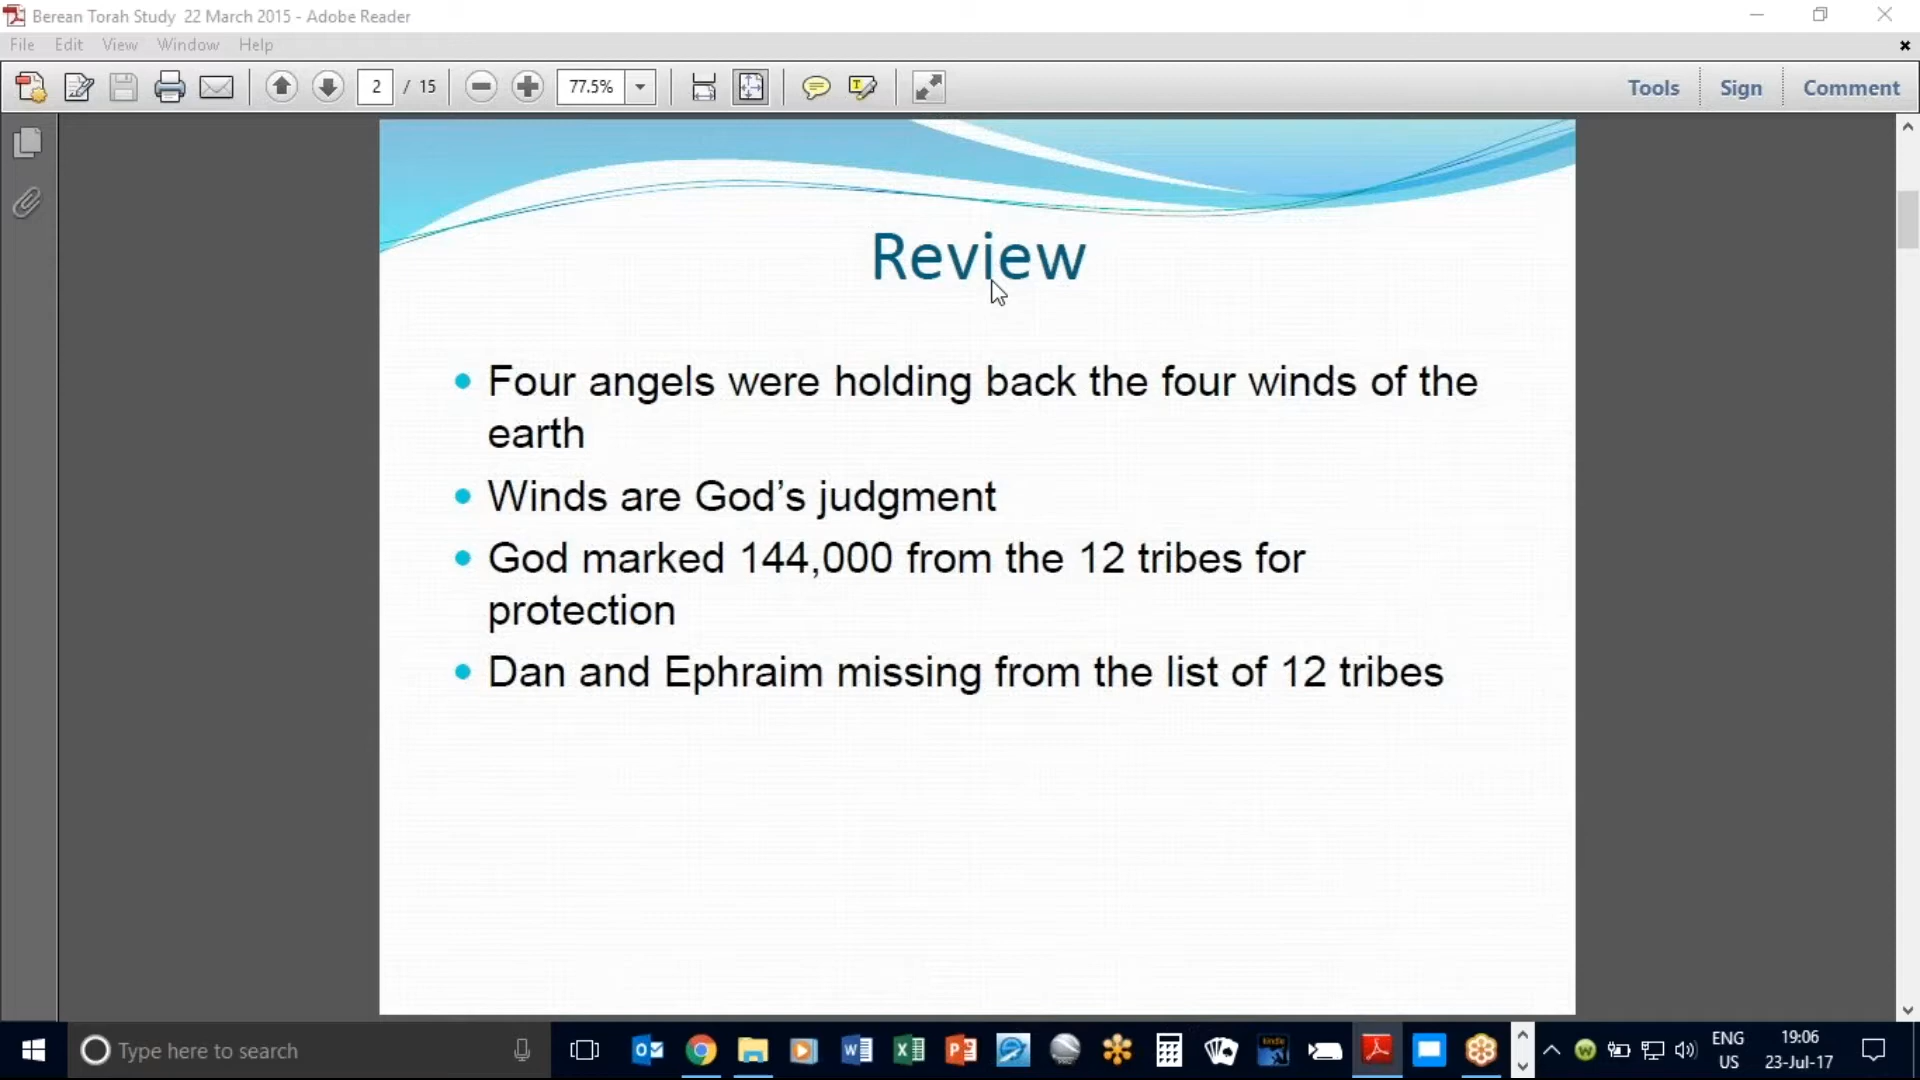 Berean Torah Study 22 March 2015 - Adobe Reader
File Edit View Window Help
2 / 15 77.5% Tools Sign Comment
Review
• Four angels were holding back the four winds of the
earth
• Winds are God's judgment
• God marked 144,000 from the 12 tribes for
protection
• Dan and Ephraim missing from the list of 12 tribes
Type here to search
ENG
US
19:06
23-Jul-17